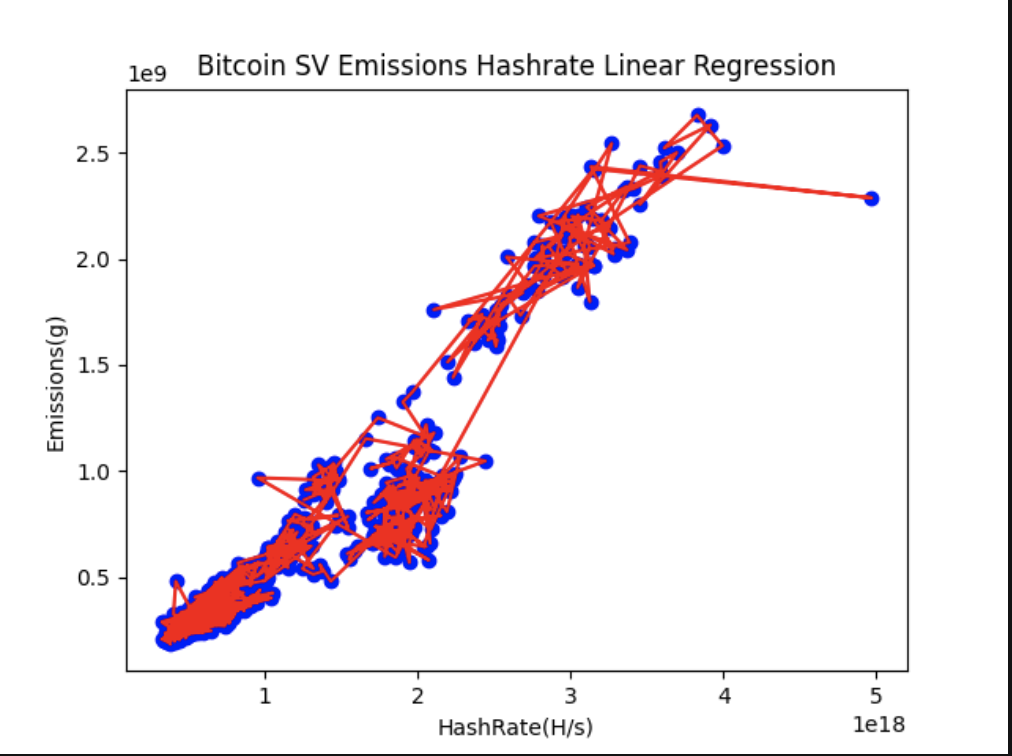 Bitcoin SV Emissions Hashrate Linear Regression
1e9
2.5
2.0
1.5
1.0
0.5
Emissions(g)
1 2 3 4 5
HashRate(H/s)
1e18